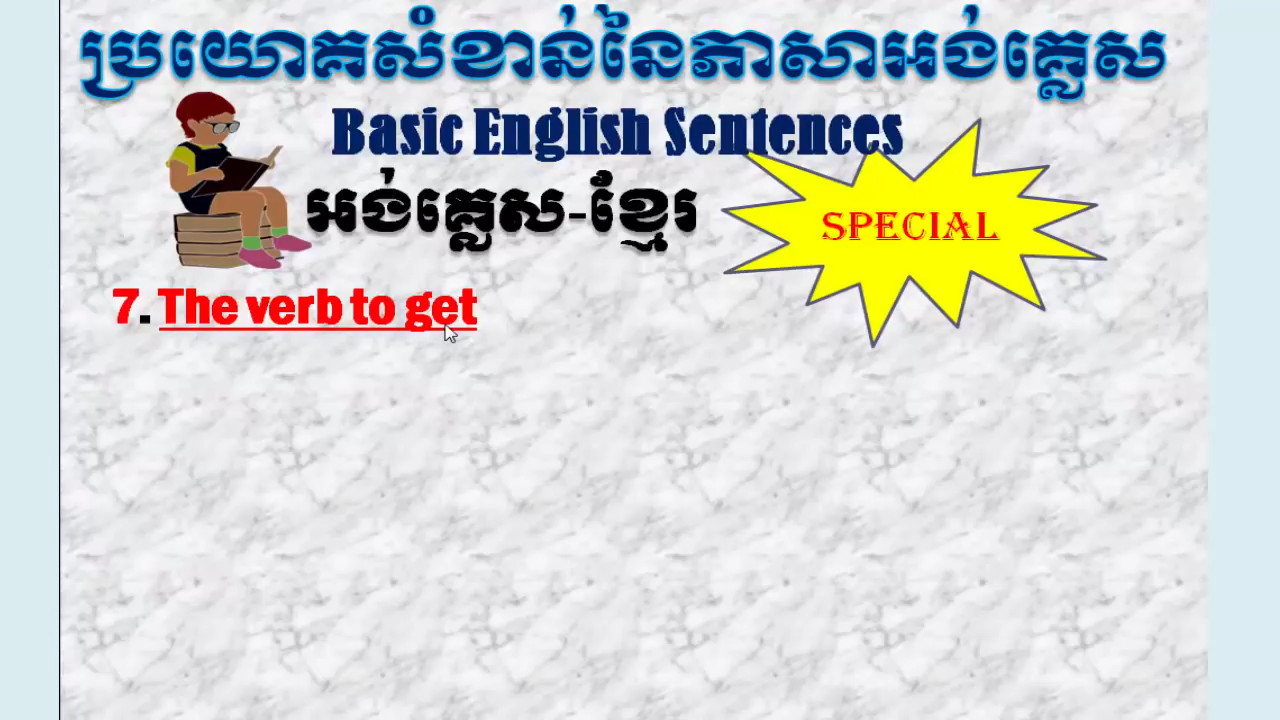 ប្រយោគសំខាន់នៃភាសាអង់គ្លេស
Basic English Sentences
អង់គ្លេស-ខ្មែរ
SPECIAL
7. The verb to get